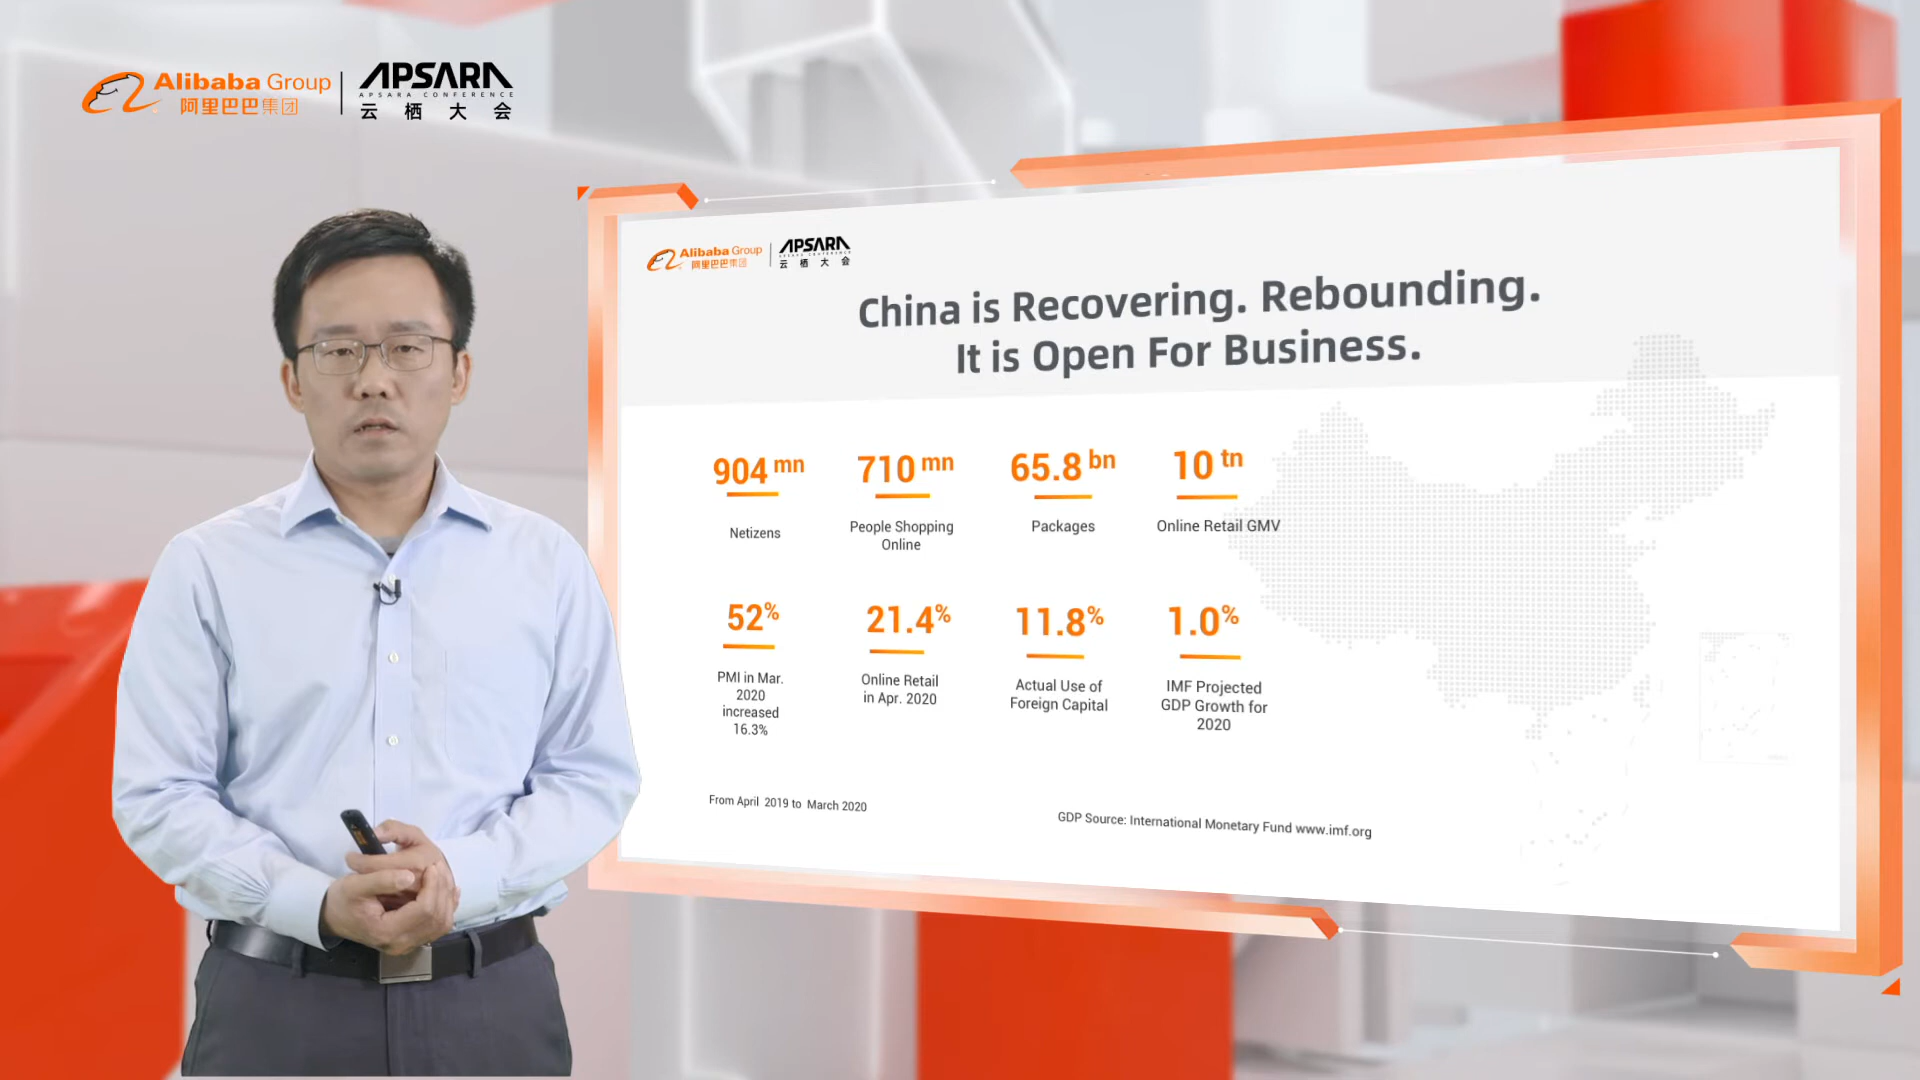 Alibaba Group
阿里巴巴集团
APSARA
APSARA CONFERENCE
云栖大会
Alibaba Group
阿里巴巴集团
APSARA
APSARA CONFERENCE
云栖大会
China is Recovering. Rebounding.
It is Open For Business.
904 mn
Netizens
710 mn
People Shopping
Online
65.8 bn
Packages
10 tn
Online Retail GMV
52%
PMI in Mar.
2020
increased
16.3%
21.4%
Online Retail
in Apr. 2020
11.8%
Actual Use of
Foreign Capital
1.0%
IMF Projected
GDP Growth for
2020
From April 2019 to March 2020
GDP Source: International Monetary Fund www.imf.org